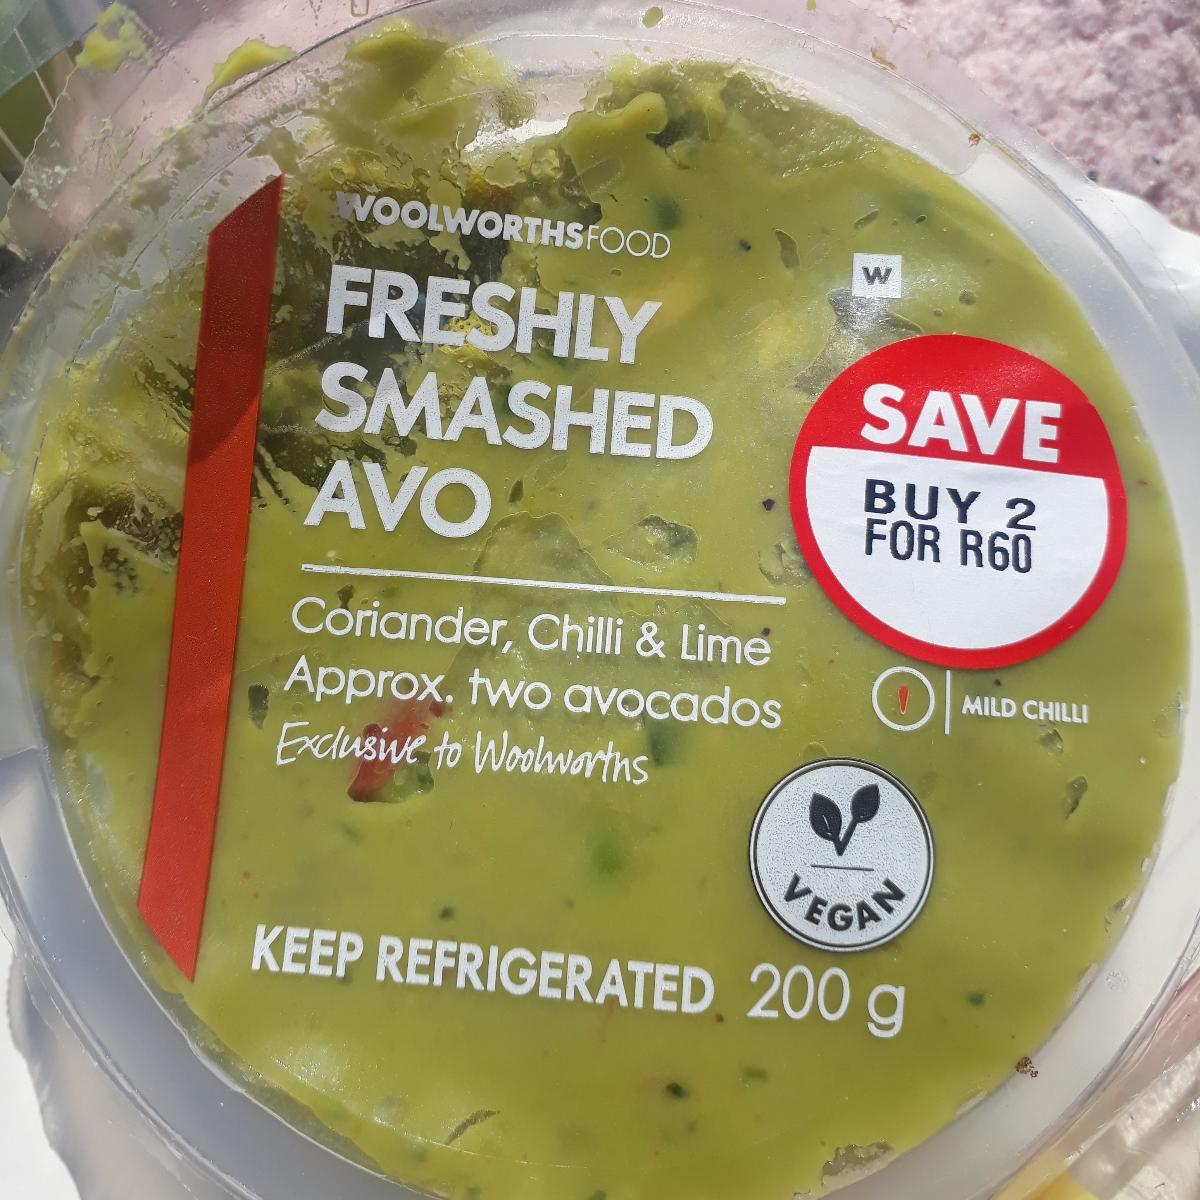 WOOLWORTHSFOOD
FRESHLY
SMASHED
AVO
Coriander, Chilli & Lime
Approx. two avocados
Exclusive to Woolworths
W
SAVE
BUY 2
FOR R60
MILD CHILLI
VEGAN
KEEP REFRIGERATED 200 g